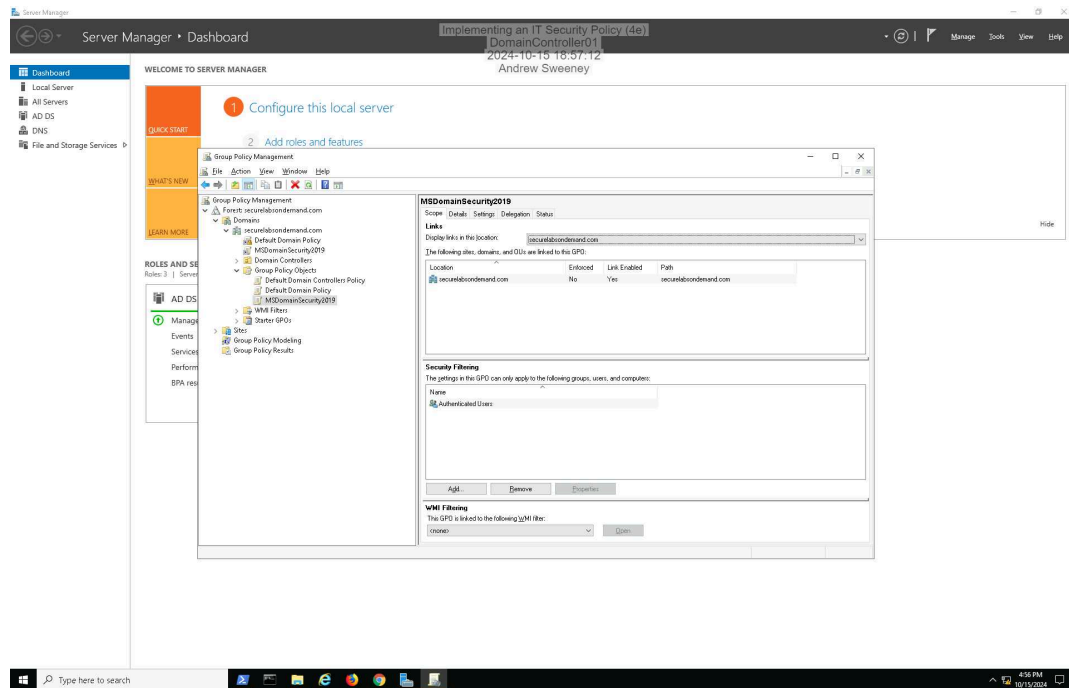 Server Manager
Server Manager • Dashboard
Implementing an IT Security Policy (4e)
DomainController01
2024-10-15 18:57:12
Andrew Sweeney
Manage Tools View Help
Dashboard
Local Server
All Servers
AD DS
DNS
File and Storage Services
WELCOME TO SERVER MANAGER
QUICK START
WHAT'S NEW
LEARN MORE
1 Configure this local server
2 Add roles and features
Hide
ROLES AND SE
Roles: 3 | Server
AD DS
Manage
Events
Services
Perform
BPA res
Group Policy Management
File Action View Window Help
Group Policy Management
Forest: securelabsondemand.com
Domains
securelabsondemand.com
Default Domain Policy
MSDomainSecurity2019
Domain Controllers
Group Policy Objects
Default Domain Controllers Policy
Default Domain Policy
MSDomainSecurity2019
WMI Filters
Starter GPOs
Sites
Group Policy Modeling
Group Policy Results
MSDomainSecurity2019
Scope Details Settings Delegation Status
Links
Display links in this location: securelabsondemand.com
The following sites, domains, and OUs are linked to this GPO:
Location Enforced Link Enabled Path
securelabsondemand.com No Yes securelabsondemand.com
Security Filtering
The settings in this GPO can only apply to the following groups, users, and computers:
Name
Authenticated Users
Add... Remove Properties
WMI Filtering
This GPO is linked to the following WMI filter:
<none> Open
Type here to search
4:56 PM
10/15/2024